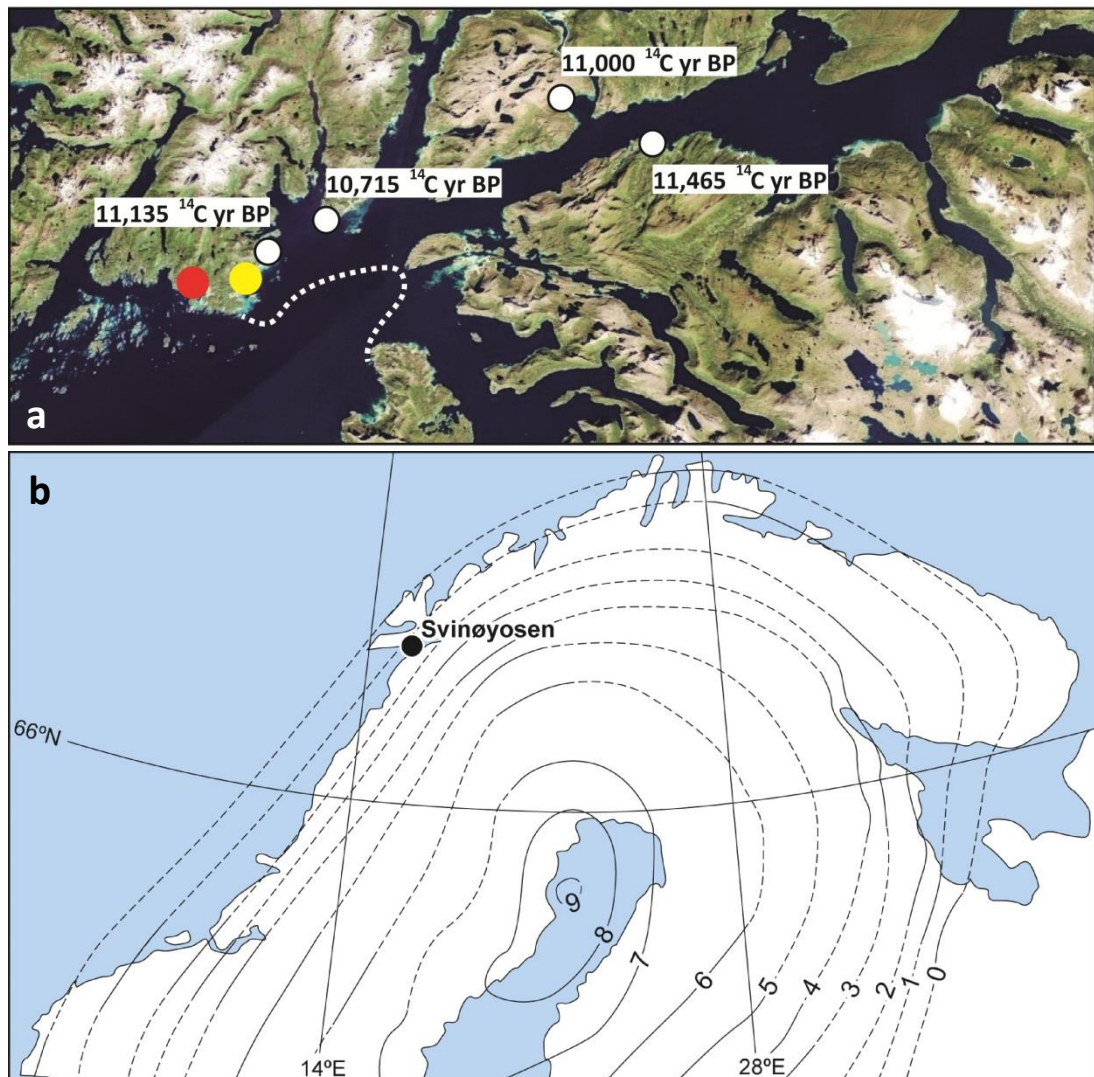 11,000 ¹⁴C yr BP
10,715 ¹⁴C yr BP
11,465 ¹⁴C yr BP
11,135 ¹⁴C yr BP
a
b
Svinøyosen
66ºN
9
8
7
6
5
4
3
2
1
0
14ºE
28ºE